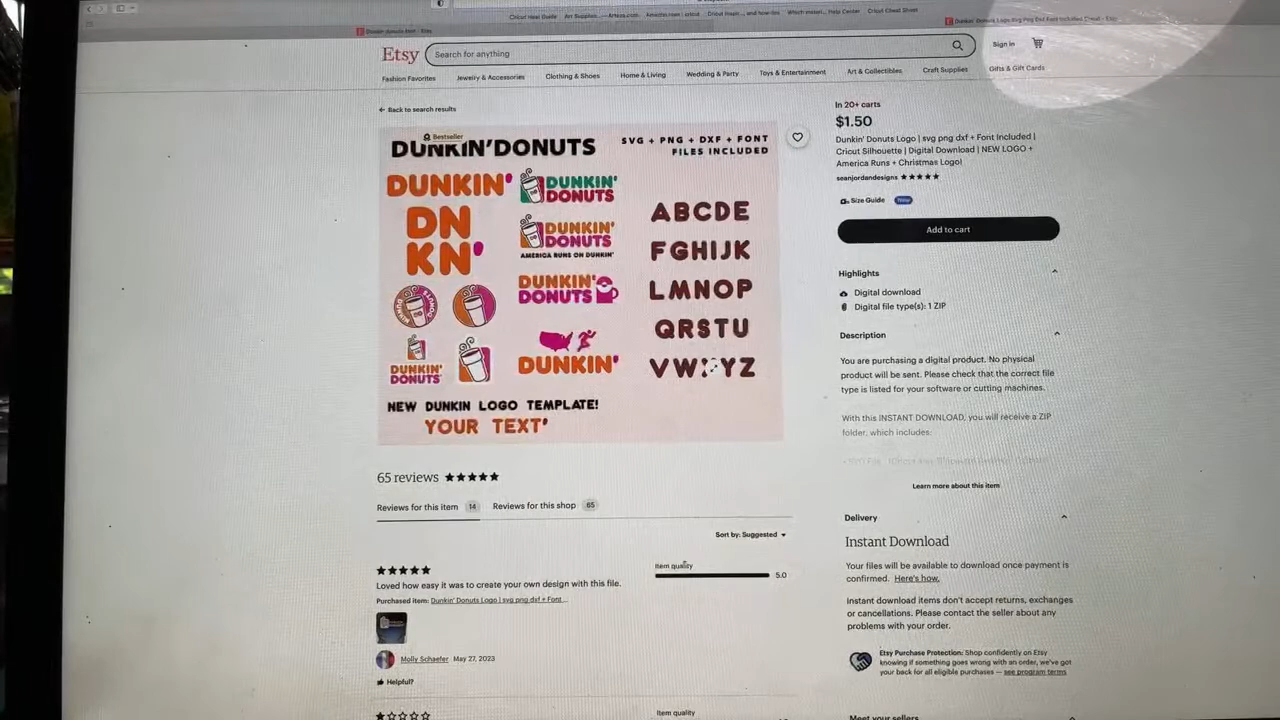 Cricut Heat Guide
Help Center
Cricut Cheat Sheet
Etsy
Search for anything
Sign in
Fashion Favorites
Jewelry & Accessories
Clothing & Shoes
Home & Living
Wedding & Party
Toys & Entertainment
Art & Collectibles
Craft Supplies
Gifts & Gift Cards
← Back to search results
Bestseller
DUNKIN'DONUTS
SVG + PNG + DXF + FONT
FILES INCLUDED
DUNKIN'
DN
KN'
DUNKIN'
DONUTS
DUNKIN'
DONUTS
AMERICA RUNS ON DUNKIN'
DUNKIN'
DONUTS
DUNKIN'
DONUTS
DUNKIN'
NEW DUNKIN LOGO TEMPLATE!
YOUR TEXT'
ABCDE
FGHIJK
LMNOP
QRSTU
VW YZ
In 20+ carts
$1.50
Dunkin' Donuts Logo | svg png dxf + Font Included |
Cricut Silhouette | Digital Download | NEW LOGO +
America Runs + Christmas Logo!
seanjordandesigns ★★★★★
Size Guide New
Add to cart
Highlights
Digital download
Digital file type(s): 1 ZIP
Description
You are purchasing a digital product. No physical
product will be sent. Please check that the correct file
type is listed for your software or cutting machines.
With this INSTANT DOWNLOAD, you will receive a ZIP
folder, which includes:
Learn more about this item
Delivery
Instant Download
Your files will be available to download once payment is
confirmed. Here's how.
Instant download items don't accept returns, exchanges
or cancellations. Please contact the seller about any
problems with your order.
Etsy Purchase Protection: Shop confidently on Etsy
knowing if something goes wrong with an order, we've got
your back for all eligible purchases — see program terms
Meet your sellers
65 reviews ★★★★★
Reviews for this item 14
Reviews for this shop 65
Sort by: Suggested
★★★★★
Loved how easy it was to create your own design with this file.
Purchased item: Dunkin' Donuts Logo | svg png dxf + Font ...
Item quality
5.0
Molly Schaefer May 27, 2023
Helpful?
★☆☆☆☆
Item quality